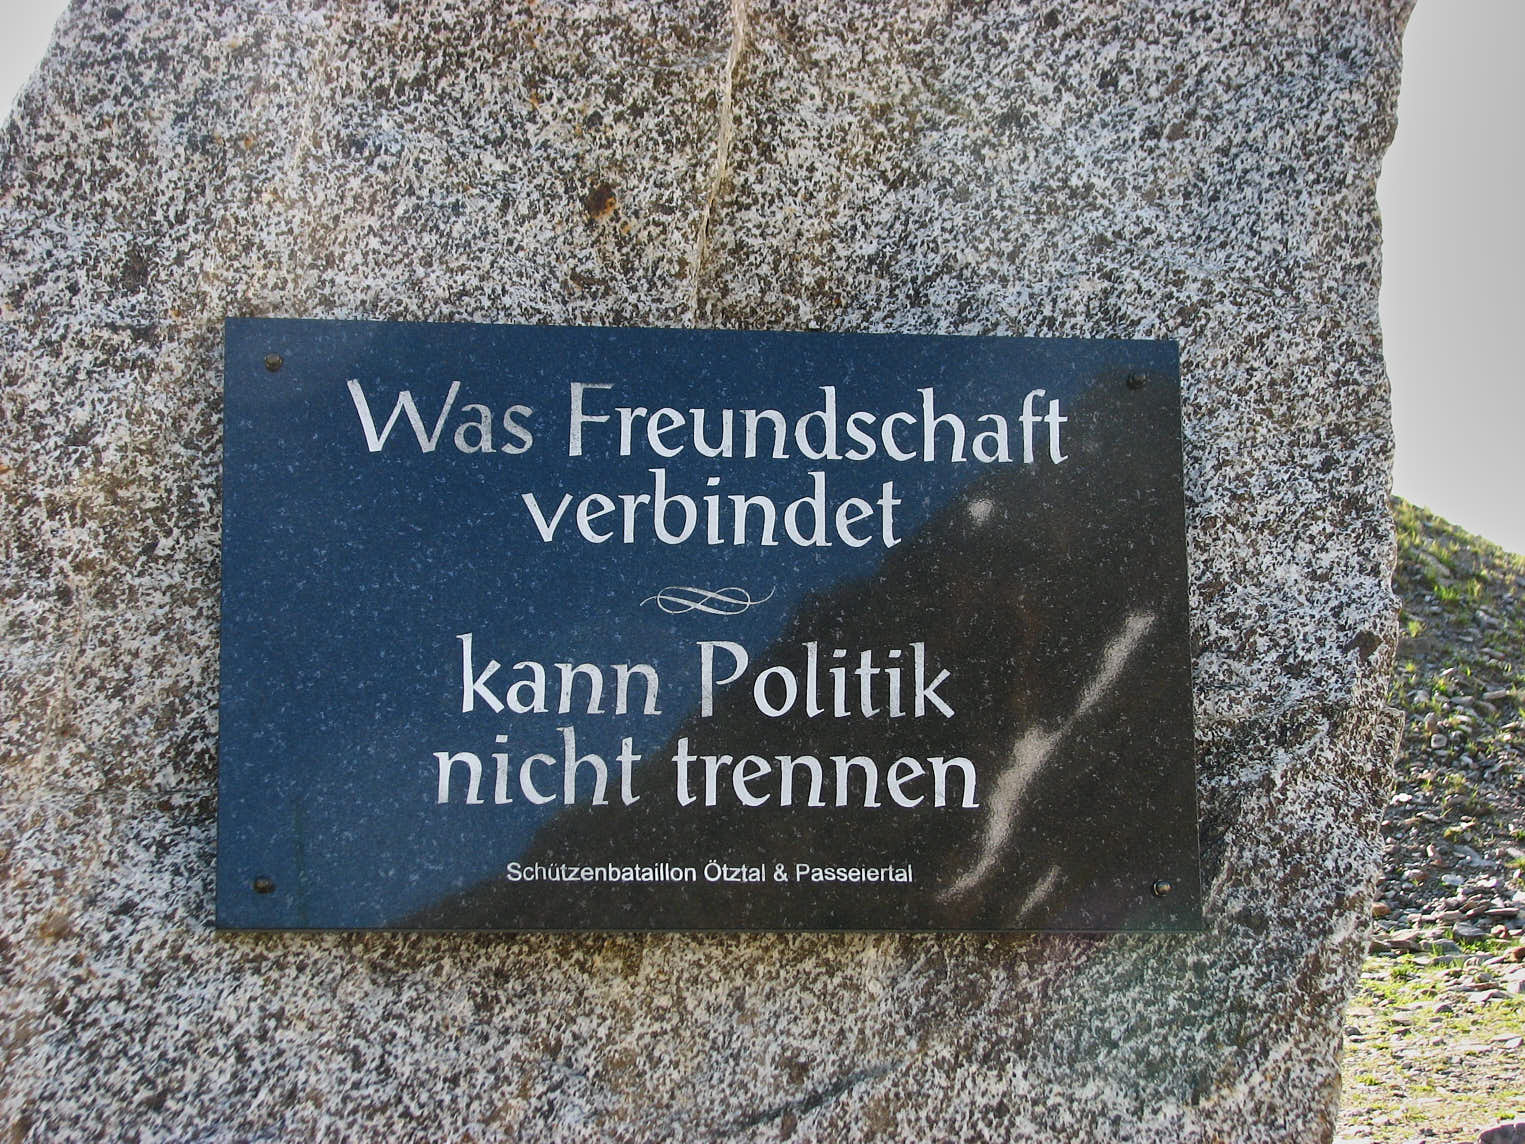 Was Freundschaft
verbindet
kann Politik
nicht trennen
Schützenbataillon Ötztal & Passeiertal